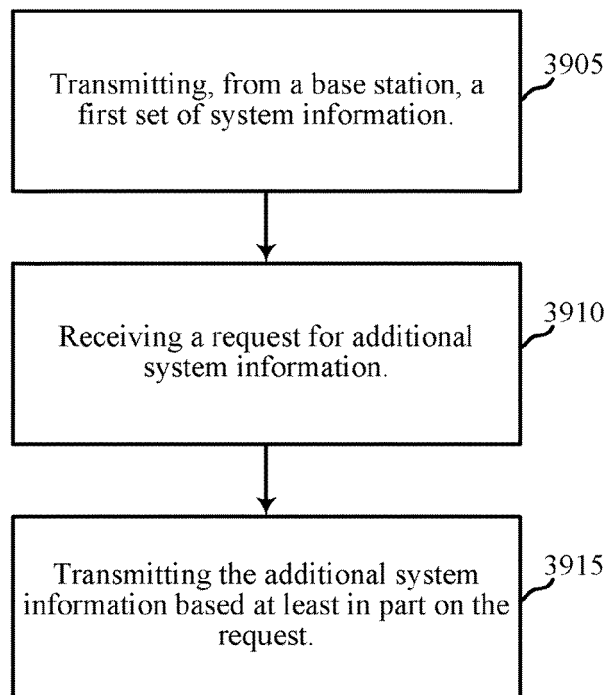 Transmitting, from a base station, a
first set of system information.
3905
Receiving a request for additional
system information.
3910
Transmitting the additional system
information based at least in part on the
request.
3915